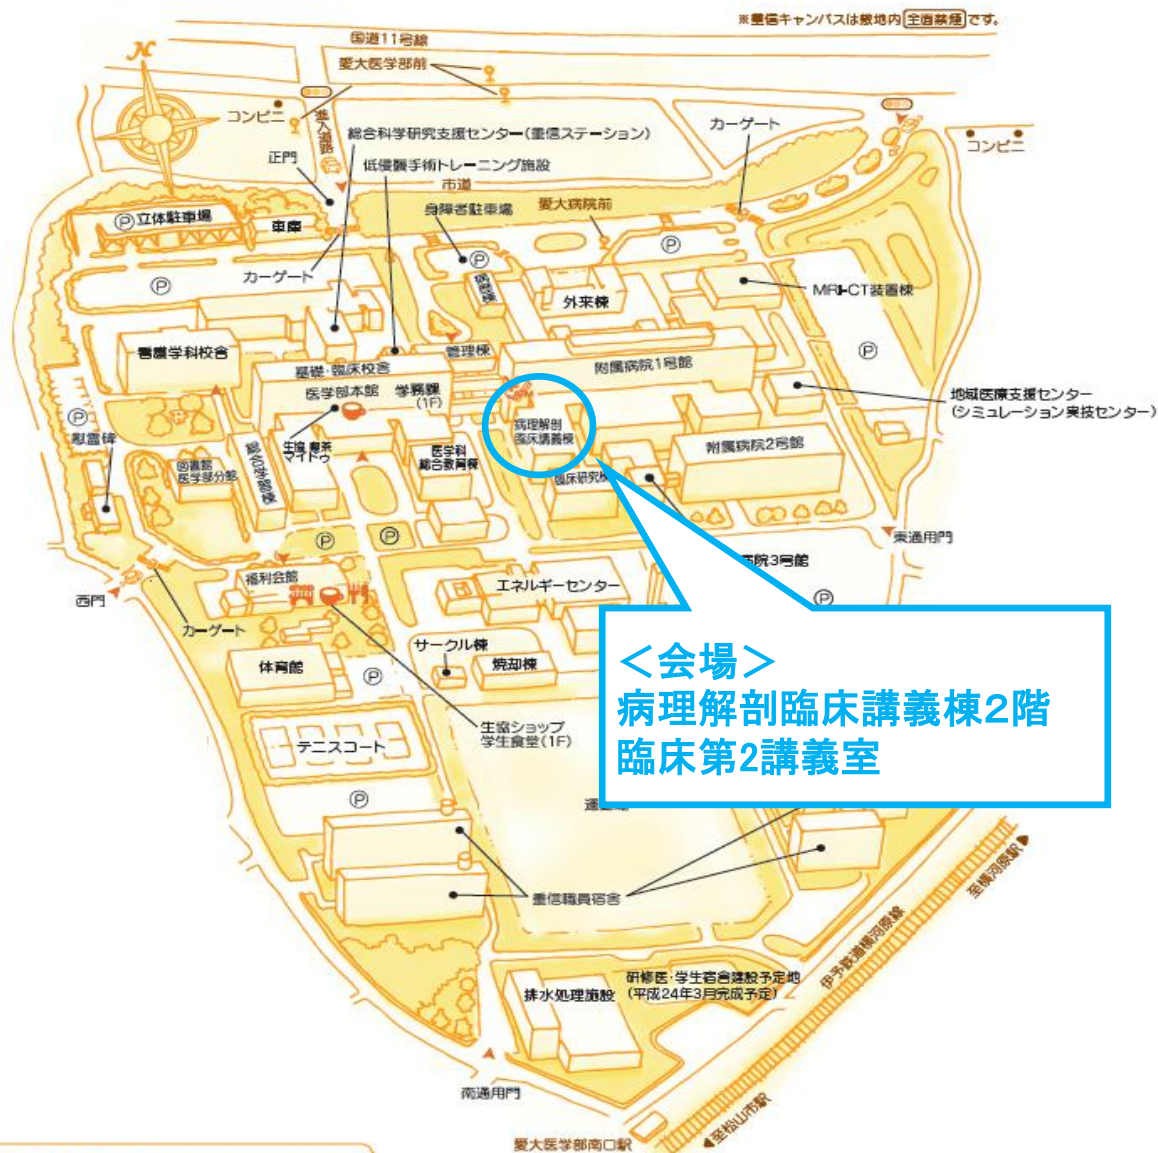 ※重信キャンパスは敷地内全面禁煙です。
国道11号線
愛大医学部前
コンビニ
進入道路
総合科学研究支援センター(重信ステーション)
カーゲート
コンビニ
正門
低侵襲手術トレーニング施設
市道
身障者駐車場
愛大病院前
N
P立体駐車場
車庫
カーゲート
P
P
P
外来棟
MRI-CT装置棟
看護学科校舎
管理棟
基礎・臨床校舎
附属病院1号館
P
医学部本館
学務課
(1F)
地域医療支援センター
(シミュレーション実技センター)
P
慰霊碑
生協 喫茶
マイドゥ
病理解剖
臨床講義棟
附属病院2号館
図書館
医学部分館
医学科
総合教育棟
臨床研究棟
東通用門
P
P
病院3号館
福利会館
エネルギーセンター
P
西門
カーゲート
サークル棟
焼却棟
体育館
P
<会場>
病理解剖臨床講義棟2階
臨床第2講義室
生協ショップ
学生食堂(1F)
テニスコート
P
重信職員宿舎
至横河原駅
伊予鉄道横河原線
研修医・学生宿舎建設予定地
(平成24年3月完成予定)
排水処理施設
南通用門
至松山市駅
愛大医学部南口駅